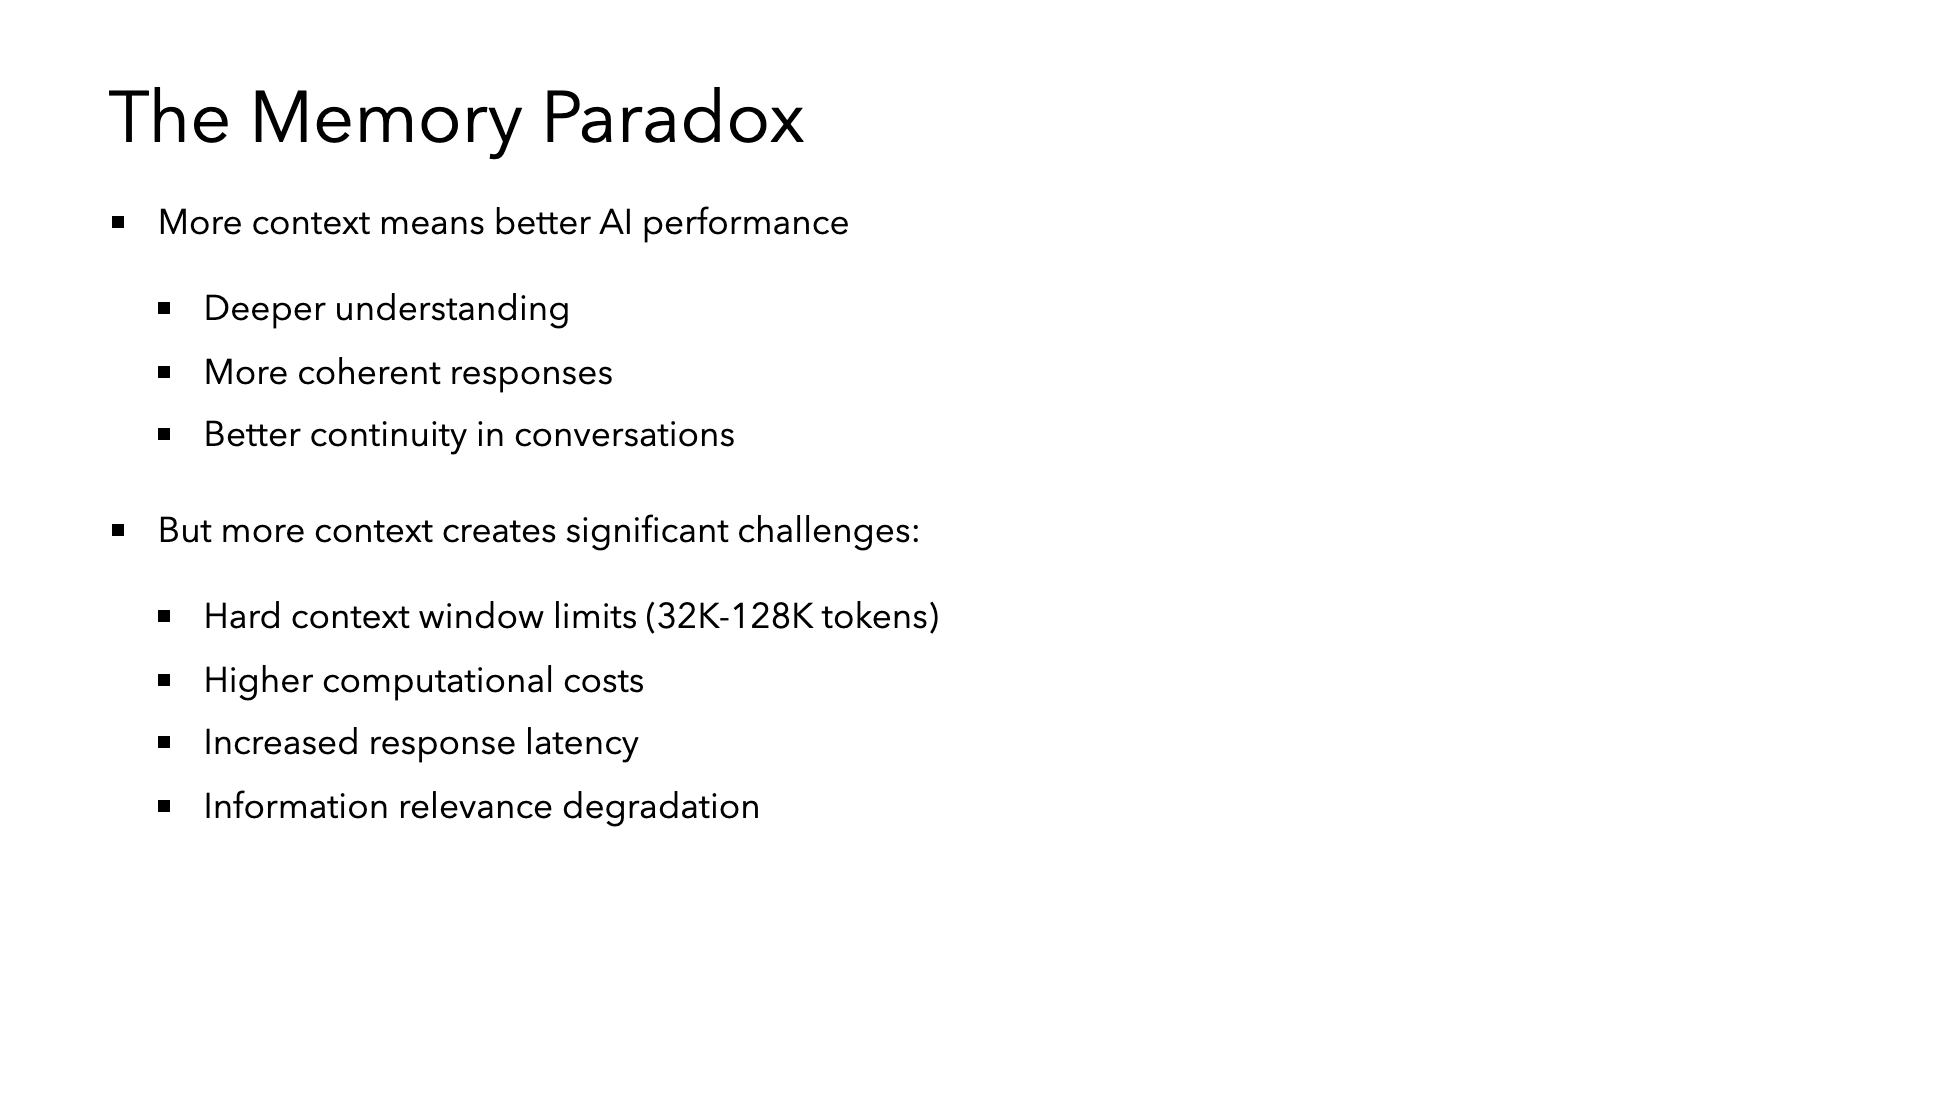 The Memory Paradox
▪ More context means better AI performance
▪ Deeper understanding
▪ More coherent responses
▪ Better continuity in conversations
▪ But more context creates significant challenges:
▪ Hard context window limits (32K-128K tokens)
▪ Higher computational costs
▪ Increased response latency
▪ Information relevance degradation